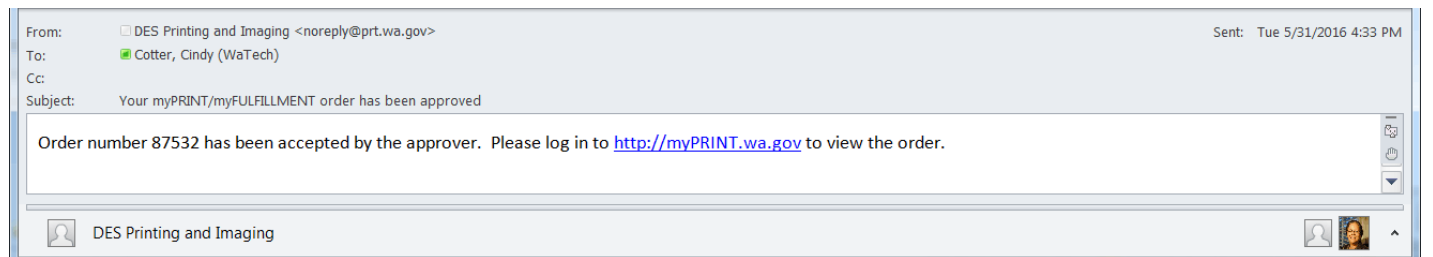 From: DES Printing and Imaging <noreply@prt.wa.gov> Sent: Tue 5/31/2016 4:33 PM
To: Cotter, Cindy (WaTech)
Cc:
Subject: Your myPRINT/myFULFILLMENT order has been approved
Order number 87532 has been accepted by the approver.  Please log in to http://myPRINT.wa.gov to view the order.
DES Printing and Imaging